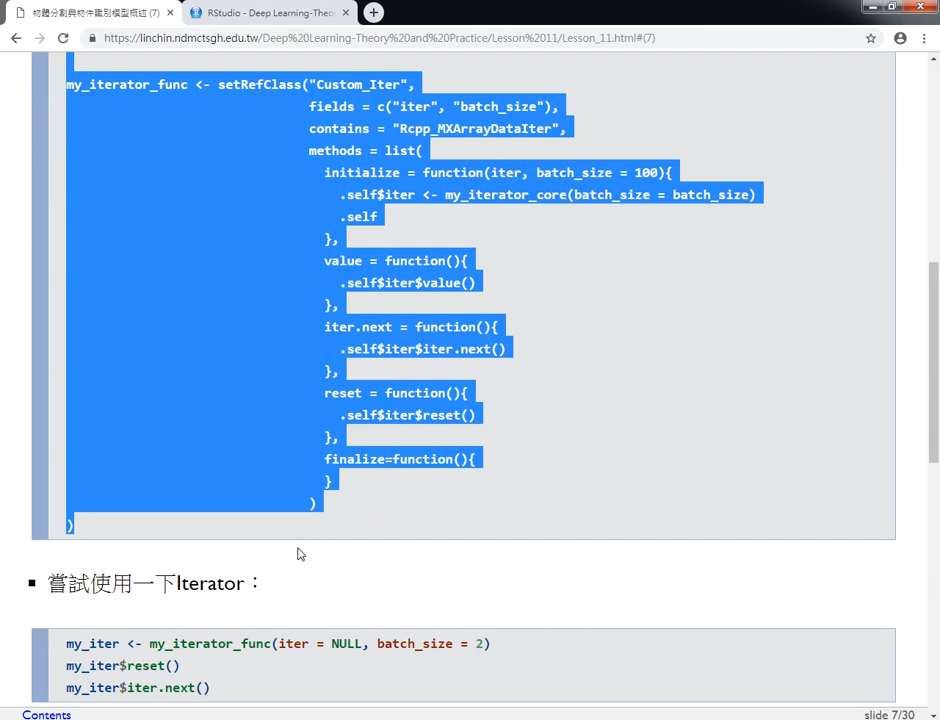 物體分割與物件識別模型概述 (7)
RStudio - Deep Learning-Theo
https://linchin.ndmctsgh.edu.tw/Deep%20Learning-Theory%20and%20Practice/Lesson%2011/Lesson_11.html#(7)
my_iterator_func <- setRefClass("Custom_Iter",
fields = c("iter", "batch_size"),
contains = "Rcpp_MXArrayDataIter",
methods = list(
initialize = function(iter, batch_size = 100){
.self$iter <- my_iterator_core(batch_size = batch_size)
.self
},
value = function(){
.self$iter$value()
},
iter.next = function(){
.self$iter$iter.next()
},
reset = function(){
.self$iter$reset()
},
finalize=function(){
}
)
)
嘗試使用一下Iterator：
my_iter <- my_iterator_func(iter = NULL, batch_size = 2)
my_iter$reset()
my_iter$iter.next()
Contents
slide 7/30